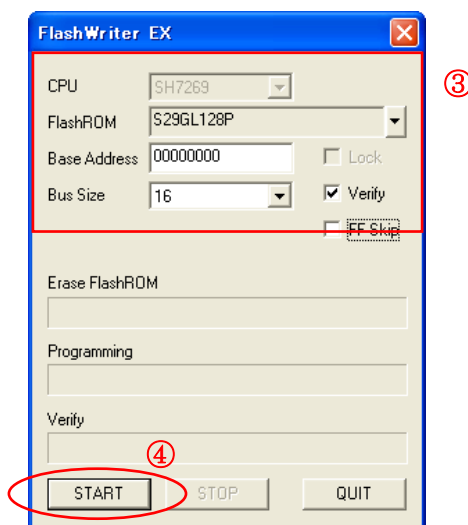 FlashWriter EX
③
CPU SH7269
FlashROM S29GL128P
Base Address 00000000 Lock
Bus Size 16 Verify
FF Skip
Erase FlashROM
Programming
Verify
④
START STOP QUIT